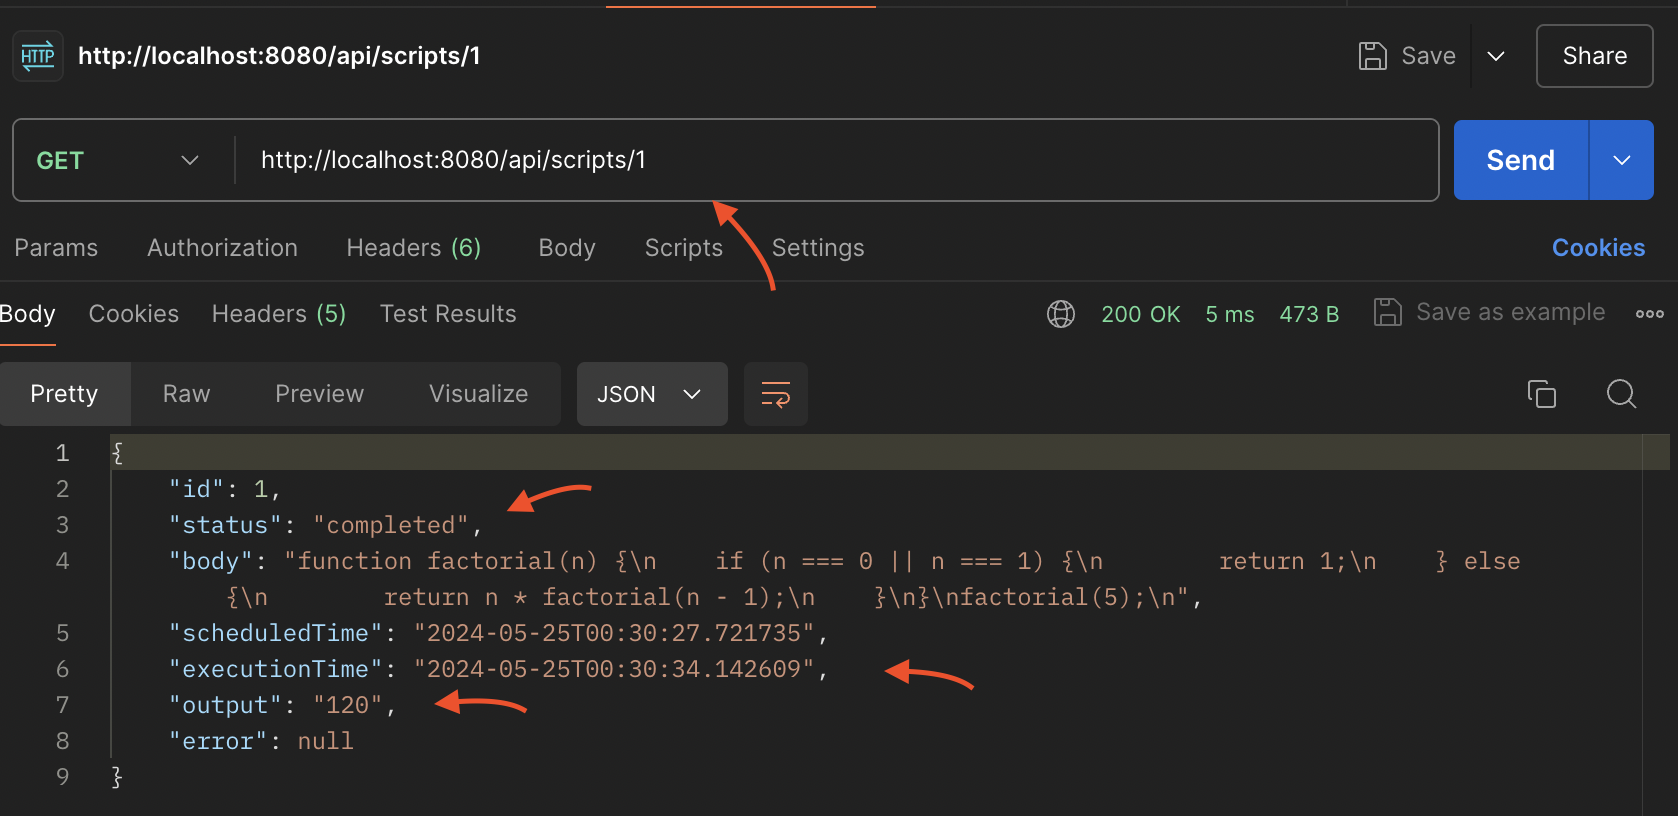 HTTP http://localhost:8080/api/scripts/1 Save Share
GET http://localhost:8080/api/scripts/1 Send
Params Authorization Headers (6) Body Scripts Settings Cookies
Body Cookies Headers (5) Test Results 200 OK 5 ms 473 B Save as example
Pretty Raw Preview Visualize JSON
1 {
2 "id": 1,
3 "status": "completed",
4 "body": "function factorial(n) {\n    if (n === 0 || n === 1) {\n        return 1;\n    } else
{\n        return n * factorial(n - 1);\n    }\n}\nfactorial(5);\n",
5 "scheduledTime": "2024-05-25T00:30:27.721735",
6 "executionTime": "2024-05-25T00:30:34.142609",
7 "output": "120",
8 "error": null
9 }